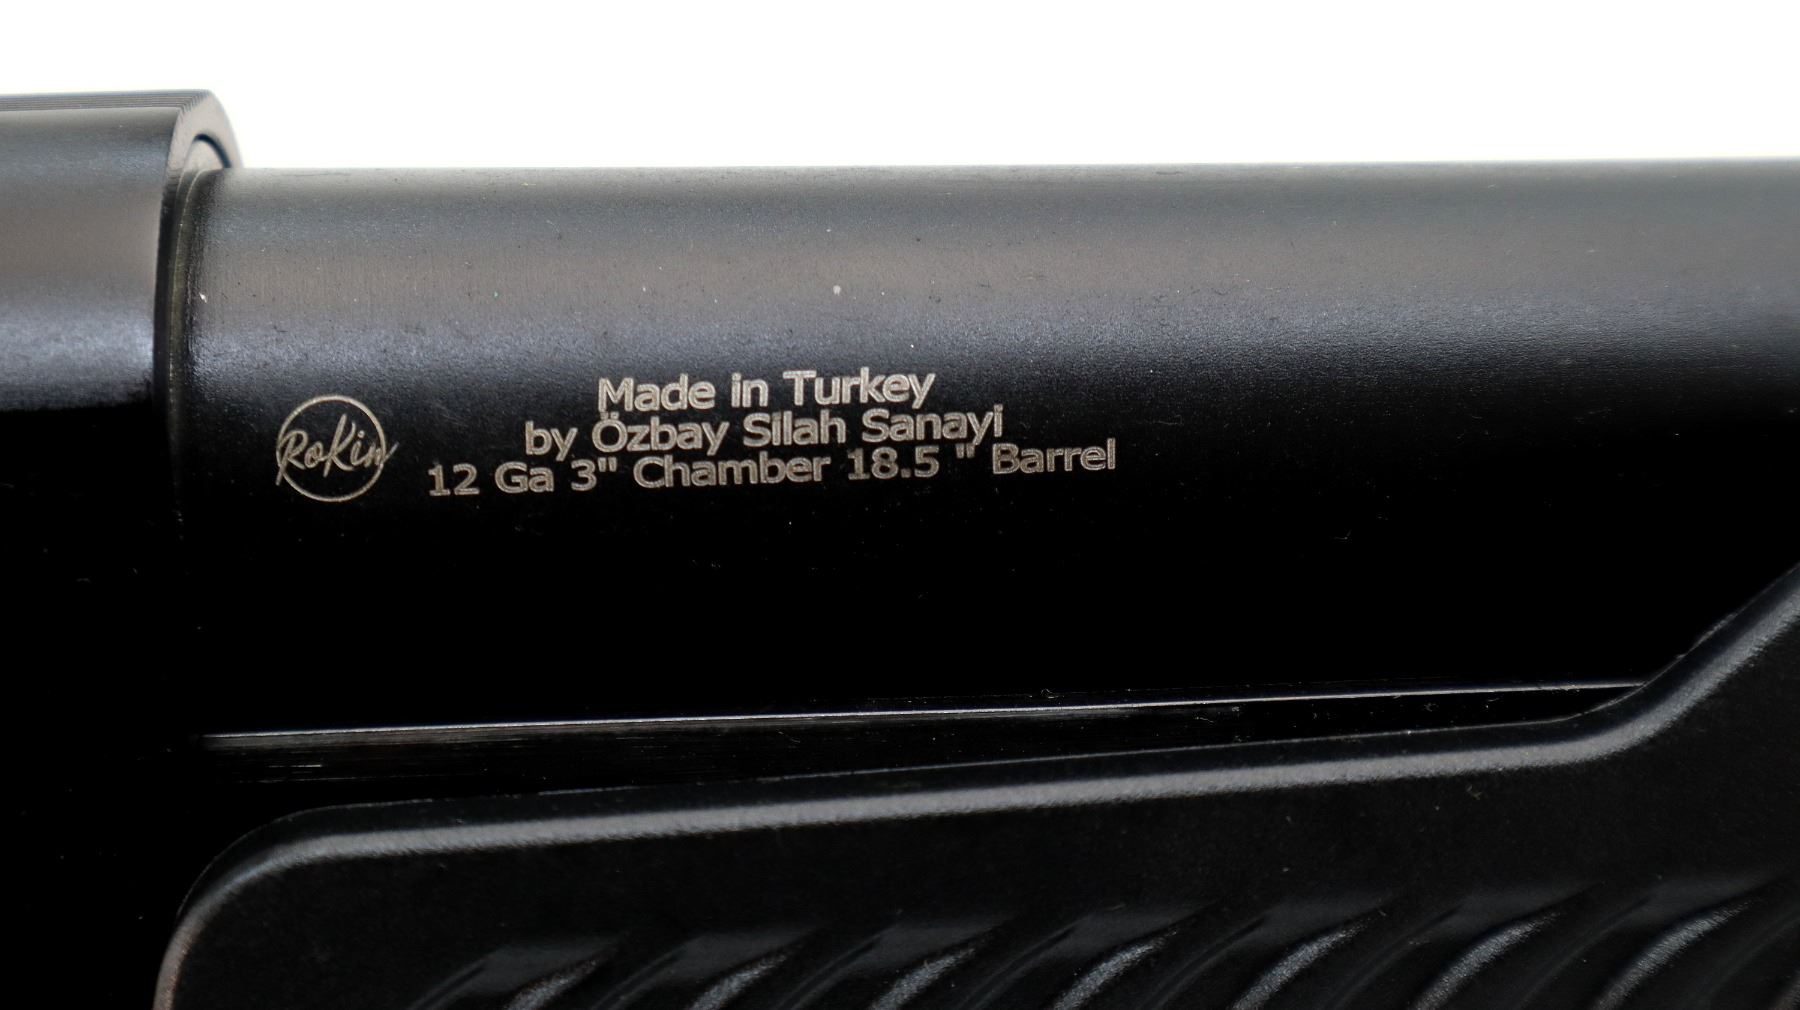 RoKin
Made in Turkey
by Özbay Silah Sanayi
12 Ga 3" Chamber 18.5 " Barrel